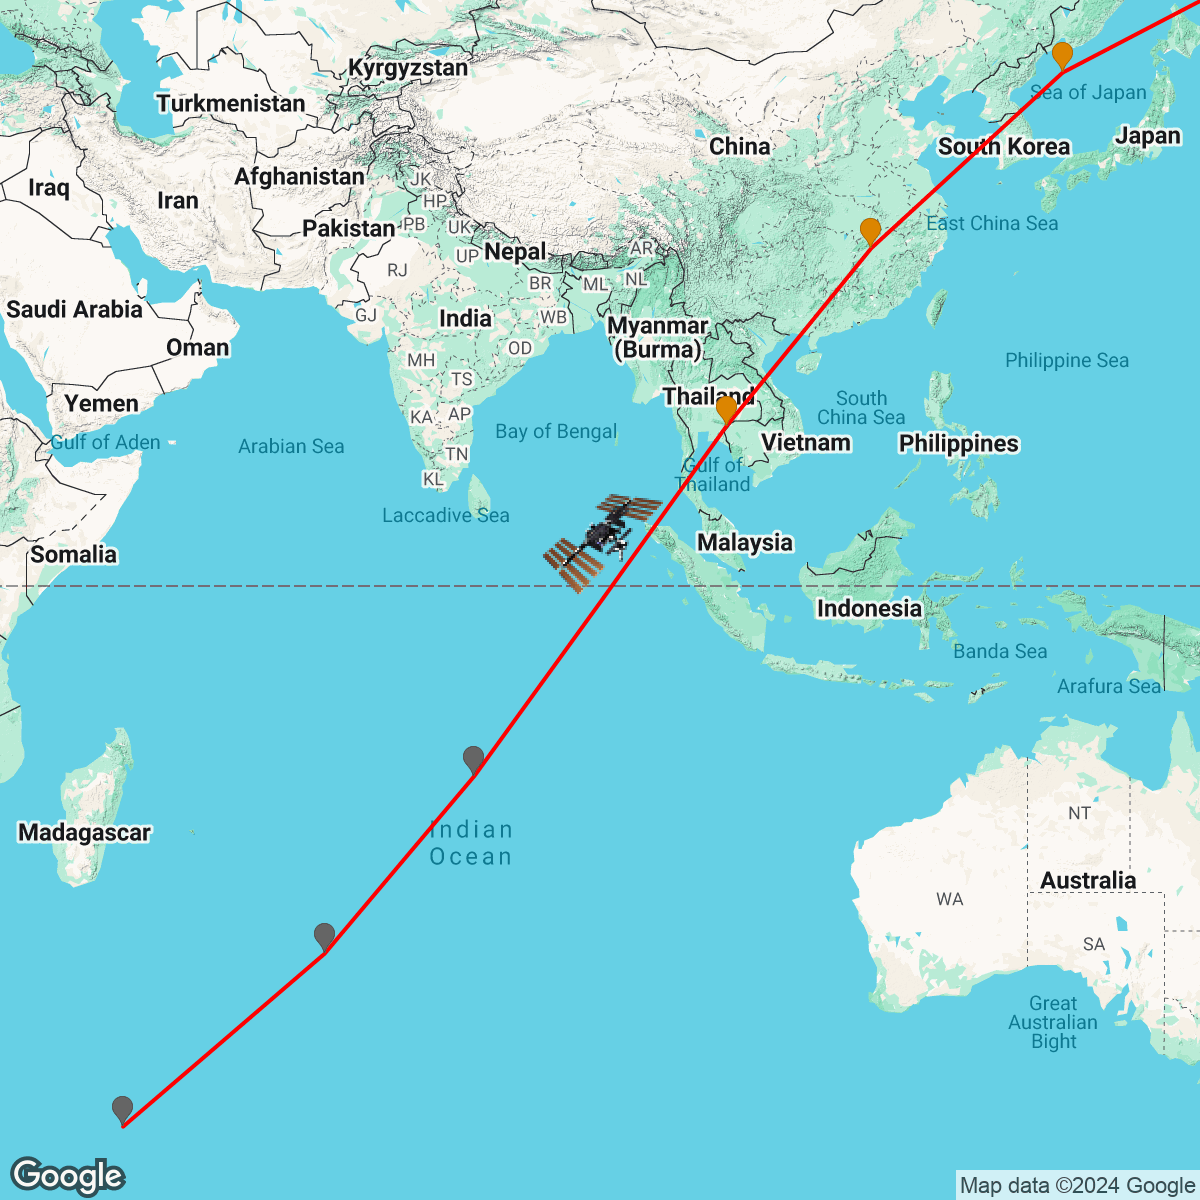 Kyrgyzstan
Turkmenistan
Sea of Japan
Japan
South Korea
China
Afghanistan
JK
Iraq
Iran
HP
PB
Pakistan
UK
East China Sea
Nepal
UP
AR
RJ
BR
ML
NL
Saudi Arabia
GJ
India
WB
Myanmar
(Burma)
Oman
OD
MH
Philippine Sea
TS
Thailand
Yemen
KA
AP
South
China Sea
Gulf of Aden
Arabian Sea
Bay of Bengal
Vietnam
Philippines
TN
KL
Gulf of
Thailand
Laccadive Sea
Malaysia
Somalia
Indonesia
Banda Sea
Arafura Sea
Madagascar
Indian
Ocean
NT
Australia
WA
SA
Great
Australian
Bight
Google
Map data ©2024 Google